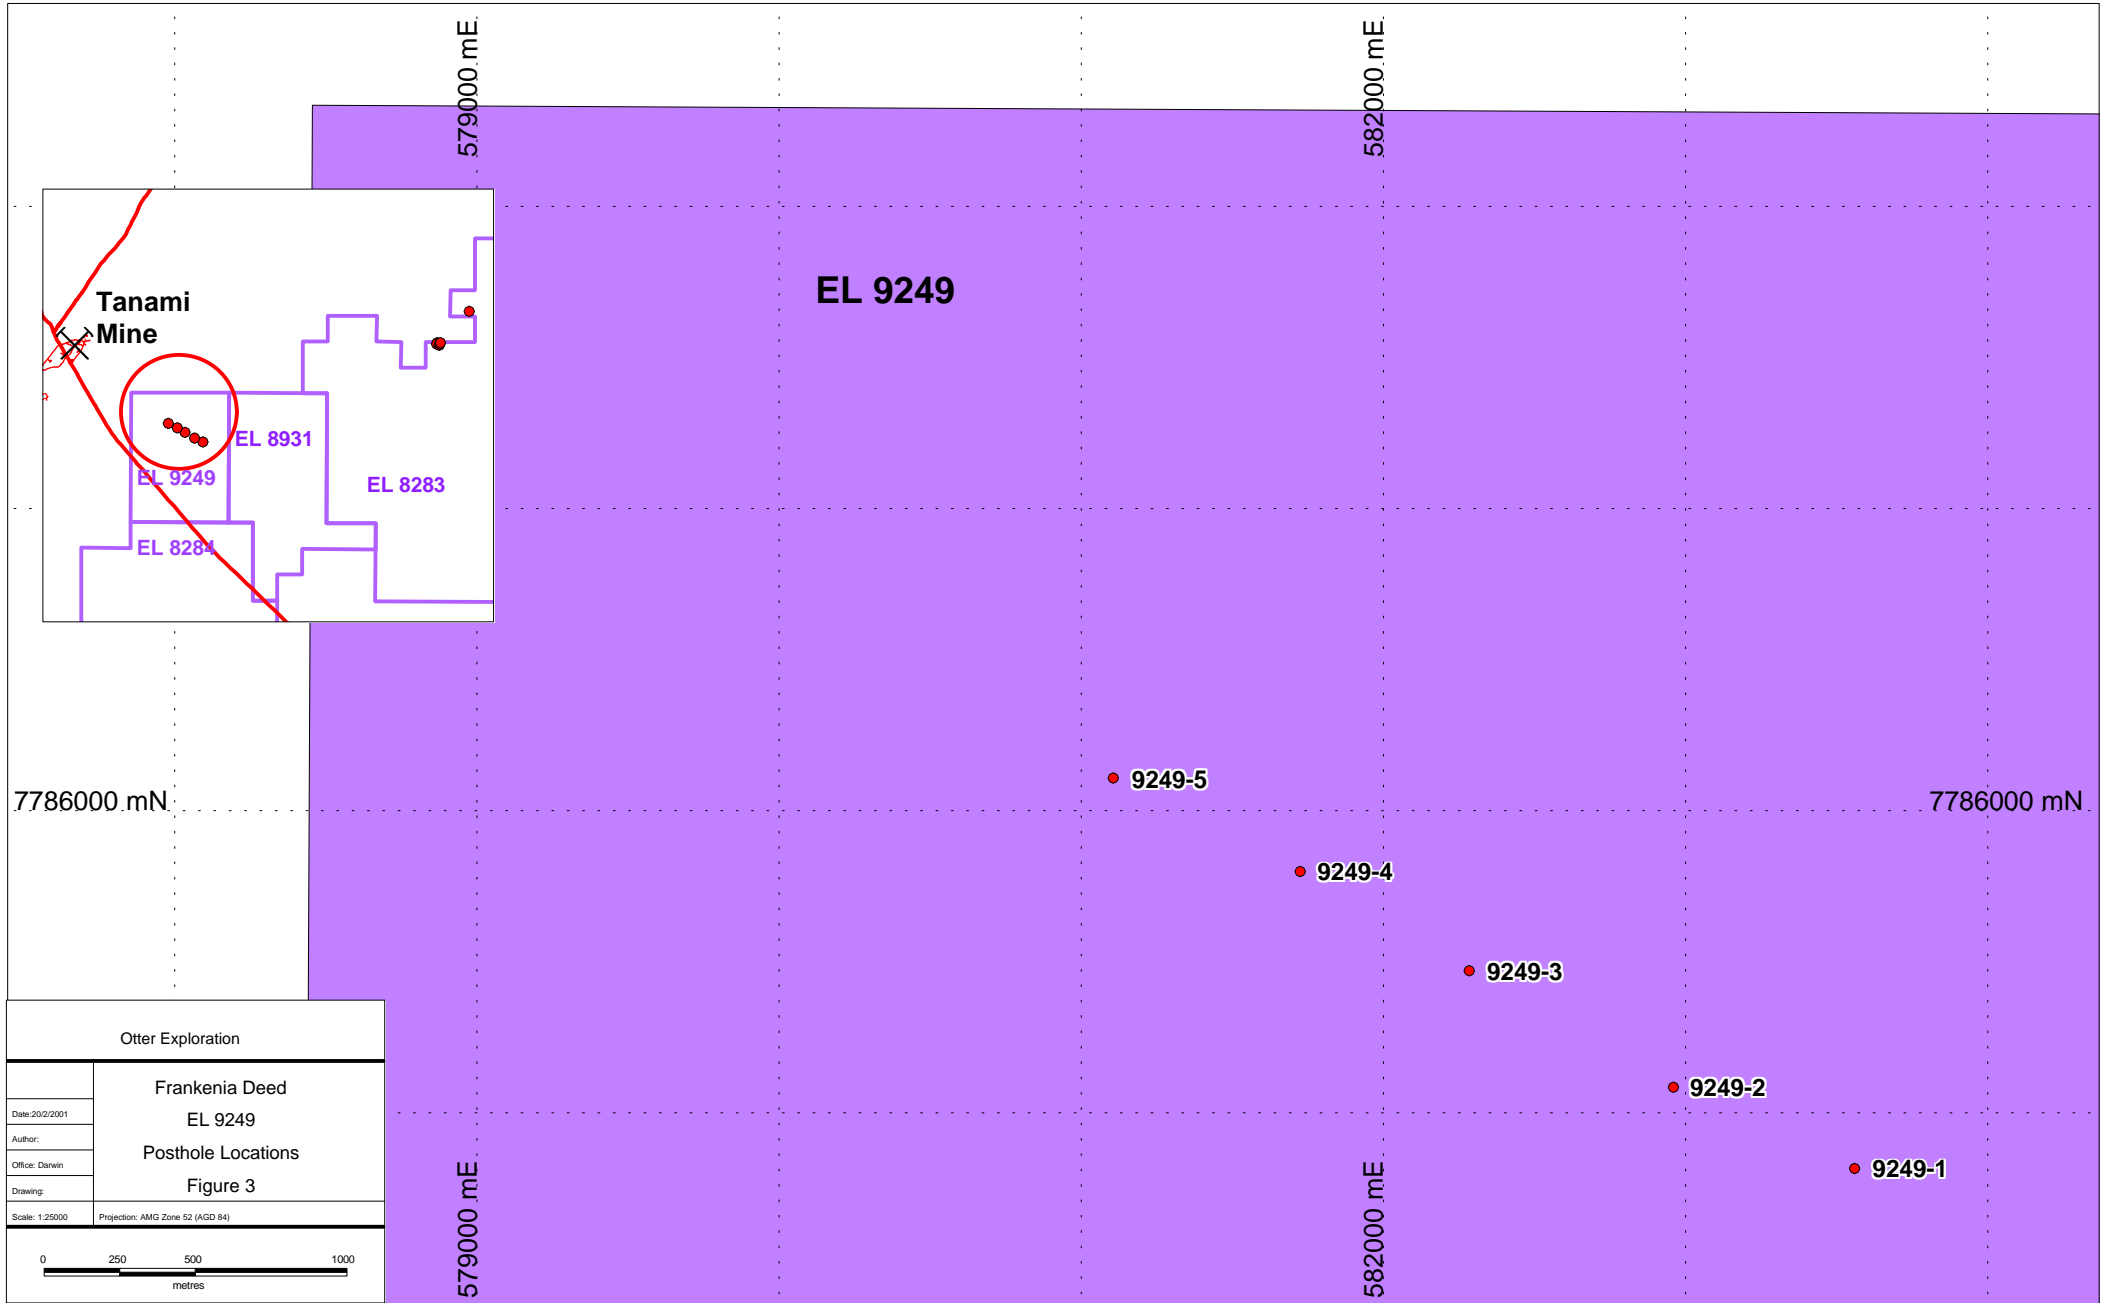 579000 mE
582000 mE
EL 9249
Tanami
Mine
EL 8931
EL 9249
EL 8283
EL 8284
9249-5
7786000 mN
7786000 mN
9249-4
9249-3
9249-2
9249-1
579000 mE
582000 mE
Otter Exploration
Frankenia Deed
EL 9249
Posthole Locations
Figure 3
Date:20/2/2001
Author:
Office: Darwin
Drawing:
Scale: 1:25000
Projection: AMG Zone 52 (AGD 84)
0 250 500 1000
metres